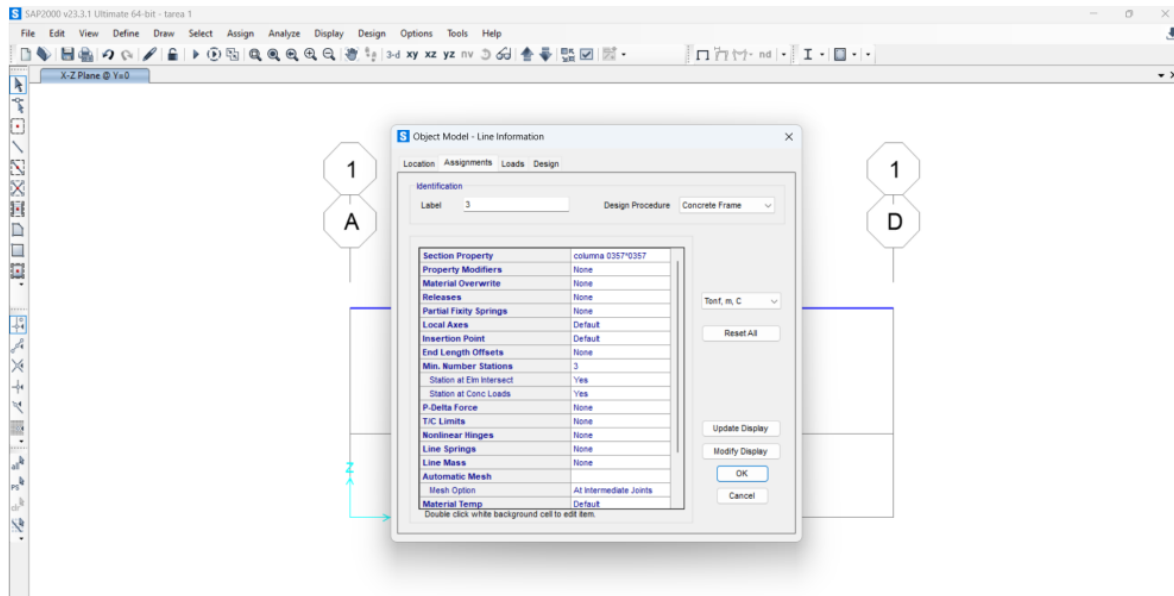 SAP2000 v23.3.1 Ultimate 64-bit - tarea 1
File Edit View Define Draw Select Assign Analyze Display Design Options Tools Help
3-d xy xz yz nv
nd
X-Z Plane @ Y=0
Object Model - Line Information
Location Assignments Loads Design
Identification
Label 3 Design Procedure Concrete Frame
Section Property columna 0357*0357
Property Modifiers None
Material Overwrite None
Releases None
Partial Fixity Springs None
Local Axes Default
Insertion Point Default
End Length Offsets None
Min. Number Stations 3
Station at Elm Intersect Yes
Station at Conc Loads Yes
P-Delta Force None
T/C Limits None
Nonlinear Hinges None
Line Springs None
Line Mass None
Automatic Mesh
Mesh Option At Intermediate Joints
Material Temp Default
Double click white background cell to edit item.
Tonf, m, C
Reset All
Update Display
Modify Display
OK
Cancel
1
A
1
D
Z
all
PS
clr